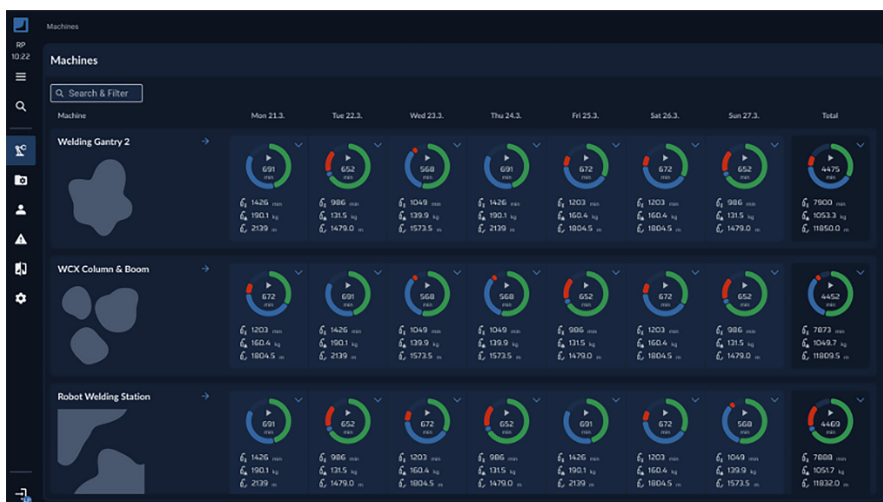 Machines
RP
10:22
Machines
Search & Filter
Machine Mon 21.3. Tue 22.3. Wed 23.3. Thu 24.3. Fri 25.3. Sat 26.3. Sun 27.3. Total
Welding Gantry 2
691 652 568 691 672 672 652 4475
min min min min min min min min
1426 min 986 min 1049 min 1426 min 1203 min 1203 min 986 min 7900 min
190.1 kg 131.5 kg 139.9 kg 190.1 kg 160.4 kg 160.4 kg 131.5 kg 1053.3 kg
2139 m 1479.0 m 1573.5 m 2139 m 1804.5 m 1804.5 m 1479.0 m 11850.0 m
WCX Column & Boom
672 691 568 568 652 672 652 4452
min min min min min min min min
1203 min 1426 min 1049 min 1049 min 986 min 1203 min 986 min 7873 min
160.4 kg 190.1 kg 139.9 kg 139.9 kg 131.5 kg 160.4 kg 131.5 kg 1049.7 kg
1804.5 m 2139 m 1573.5 m 1573.5 m 1479.0 m 1804.5 m 1479.0 m 11809.5 m
Robot Welding Station
691 652 672 652 691 672 568 4469
min min min min min min min min
1426 min 986 min 1203 min 986 min 1426 min 1203 min 1049 min 7888 min
190.1 kg 131.5 kg 160.4 kg 131.5 kg 190.1 kg 160.4 kg 139.9 kg 1051.7 kg
2139 m 1479.0 m 1804.5 m 1479.0 m 2139 m 1804.5 m 1573.5 m 11832.0 m